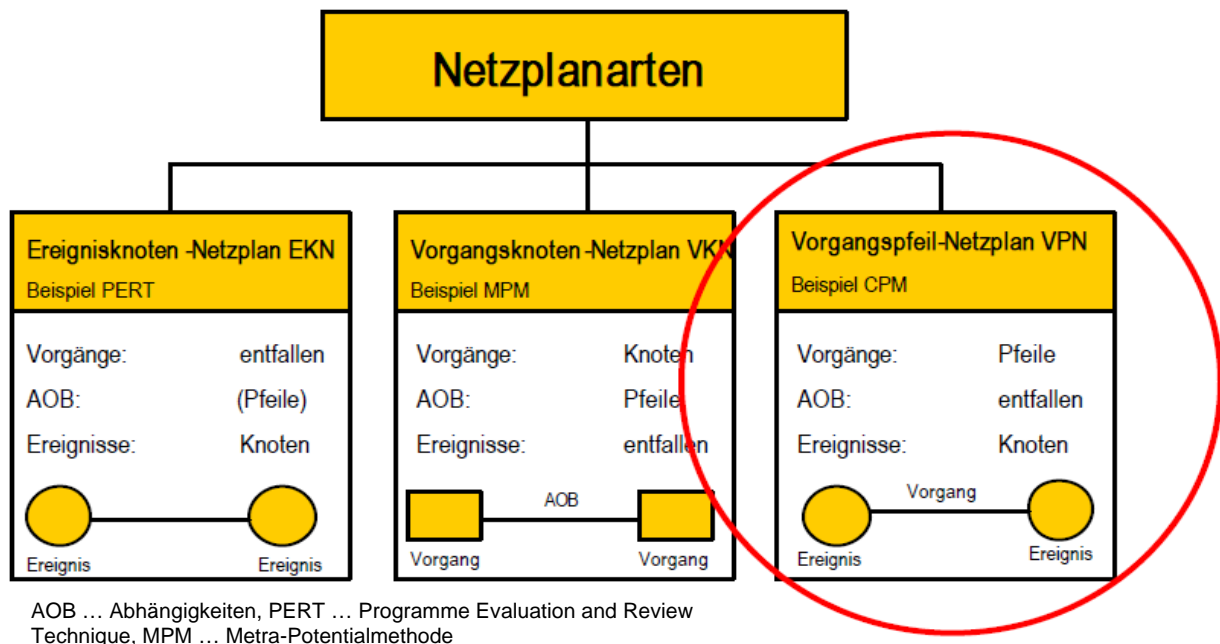 Netzplanarten
Ereignisknoten -Netzplan EKN
Beispiel PERT
Vorgänge: entfallen
AOB: (Pfeile)
Ereignisse: Knoten
Ereignis Ereignis
Vorgangsknoten -Netzplan VKN
Beispiel MPM
Vorgänge: Knoten
AOB: Pfeile
Ereignisse: entfallen
AOB
Vorgang Vorgang
Vorgangspfeil-Netzplan VPN
Beispiel CPM
Vorgänge: Pfeile
AOB: entfallen
Ereignisse: Knoten
Vorgang
Ereignis Ereignis
AOB … Abhängigkeiten, PERT … Programme Evaluation and Review
Technique, MPM … Metra-Potentialmethode